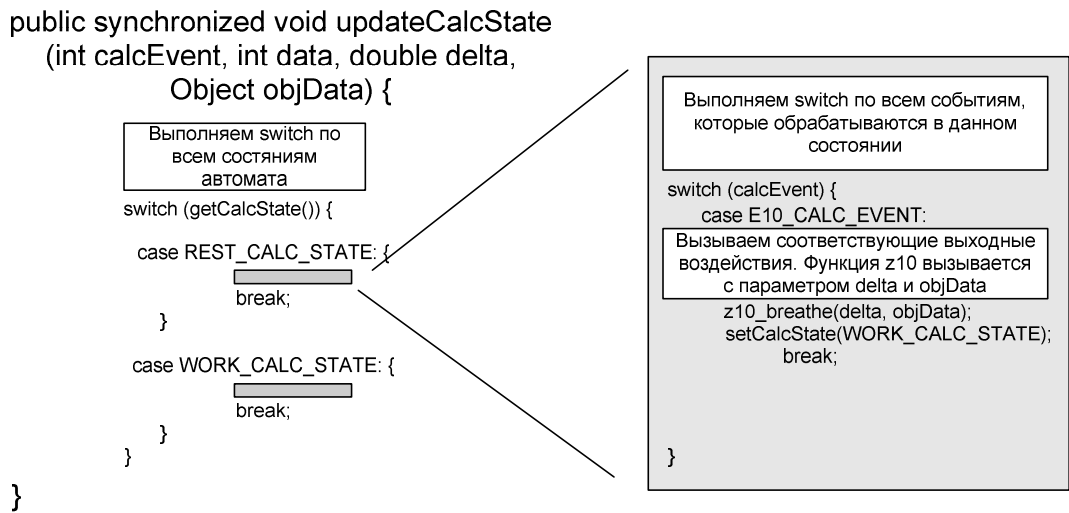 public synchronized void updateCalcState
(int calcEvent, int data, double delta,
Object objData) {
Выполняем switch по
всем состяниям
автомата
switch (getCalcState()) {
case REST_CALC_STATE: {
break;
}
case WORK_CALC_STATE: {
break;
}
}
}
Выполняем switch по всем событиям,
которые обрабатываются в данном
состоянии
switch (calcEvent) {
case E10_CALC_EVENT:
Вызываем соответствующие выходные
воздействия. Функция z10 вызывается
с параметром delta и objData
z10_breathe(delta, objData);
setCalcState(WORK_CALC_STATE);
break;
}